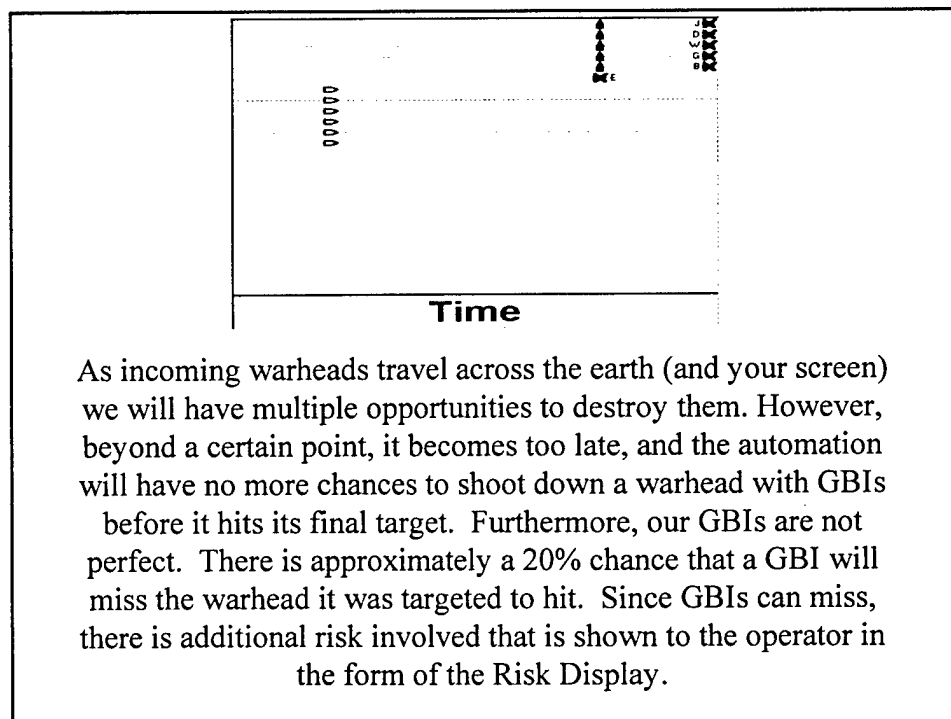 J
D
W
G
B
E
Time
As incoming warheads travel across the earth (and your screen)
we will have multiple opportunities to destroy them. However,
beyond a certain point, it becomes too late, and the automation
will have no more chances to shoot down a warhead with GBIs
before it hits its final target. Furthermore, our GBIs are not
perfect. There is approximately a 20% chance that a GBI will
miss the warhead it was targeted to hit. Since GBIs can miss,
there is additional risk involved that is shown to the operator in
the form of the Risk Display.